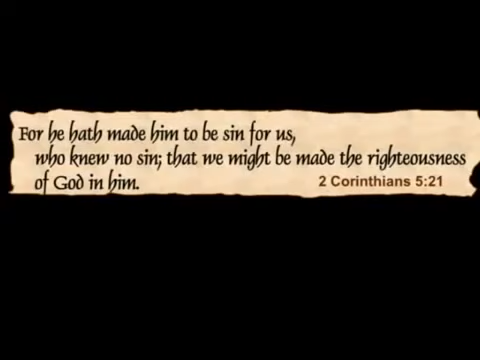 For he hath made him to be sin for us,
who knew no sin; that we might be made the righteousness
of God in him.
2 Corinthians 5:21